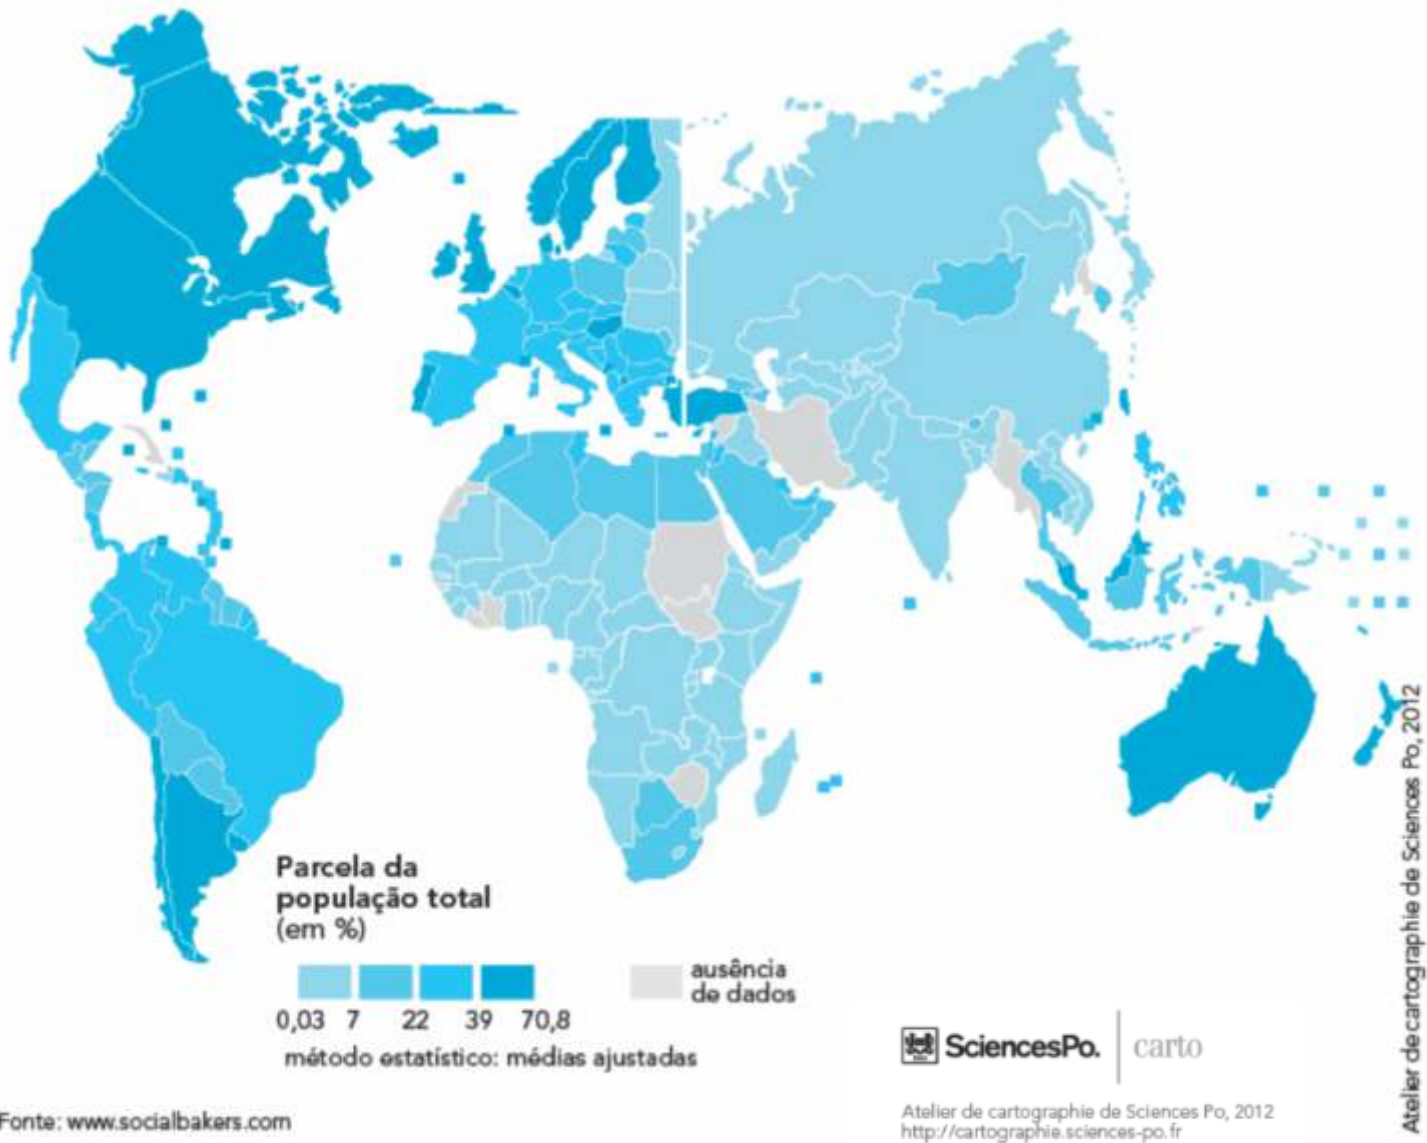 Parcela da
população total
(em %)
0,03 7 22 39 70,8
ausência
de dados
método estatístico: médias ajustadas
Fonte: www.socialbakers.com
SciencesPo. carto
Atelier de cartographie de Sciences Po, 2012
http://cartographie.sciences-po.fr
Atelier de cartographie de Sciences Po, 2012